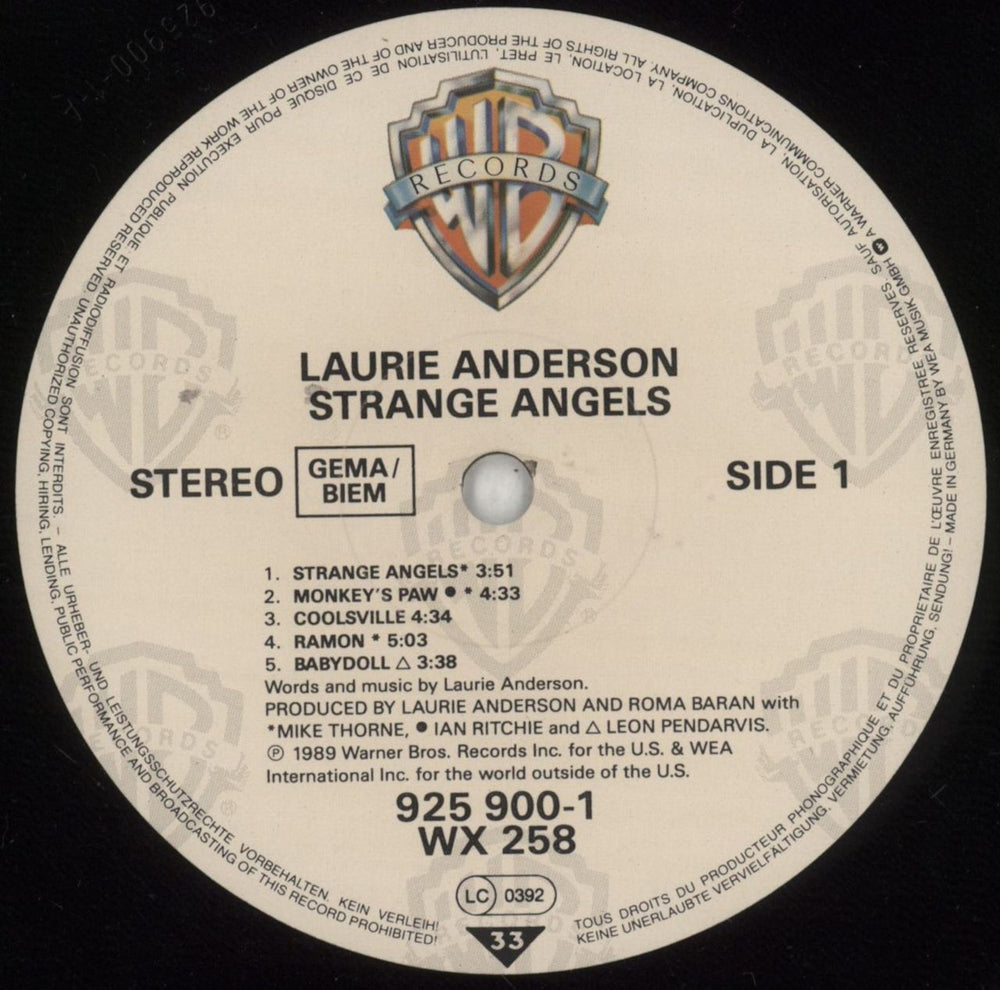 925900-1-A
RECORDS
LAURIE ANDERSON
STRANGE ANGELS
STEREO
GEMA/
BIEM
SIDE 1
1. STRANGE ANGELS* 3:51
2. MONKEY'S PAW ● * 4:33
3. COOLSVILLE 4:34
4. RAMON * 5:03
5. BABYDOLL △ 3:38
Words and music by Laurie Anderson.
PRODUCED BY LAURIE ANDERSON AND ROMA BARAN with
*MIKE THORNE, ● IAN RITCHIE and △ LEON PENDARVIS.
℗ 1989 Warner Bros. Records Inc. for the U.S. & WEA
International Inc. for the world outside of the U.S.
925 900-1
WX 258
LC 0392
33
TOUS DROITS DU PRODUCTEUR PHONOGRAPHIQUE ET DU PROPRIETAIRE DE L'ŒUVRE ENREGISTREE RESERVES. SAUF AUTORISATION, LA DUPLICATION, LA LOCATION, LE PRET, L'UTILISATION DE CE DISQUE POUR EXECUTION PUBLIQUE ET RADIODIFFUSION SONT INTERDITS. – ALLE URHEBER- UND LEISTUNGSSCHUTZRECHTE VORBEHALTEN. KEIN VERLEIH!
KEINE UNERLAUBTE VERVIELFÄLTIGUNG, VERMIETUNG, AUFFÜHRUNG, SENDUNG! – MADE IN GERMANY BY WEA MUSIK GMBH A WARNER COMMUNICATIONS COMPANY. ALL RIGHTS OF THE PRODUCER AND OF THE OWNER OF THE WORK REPRODUCED RESERVED. UNAUTHORIZED COPYING, HIRING, LENDING, PUBLIC PERFORMANCE AND BROADCASTING OF THIS RECORD PROHIBITED!